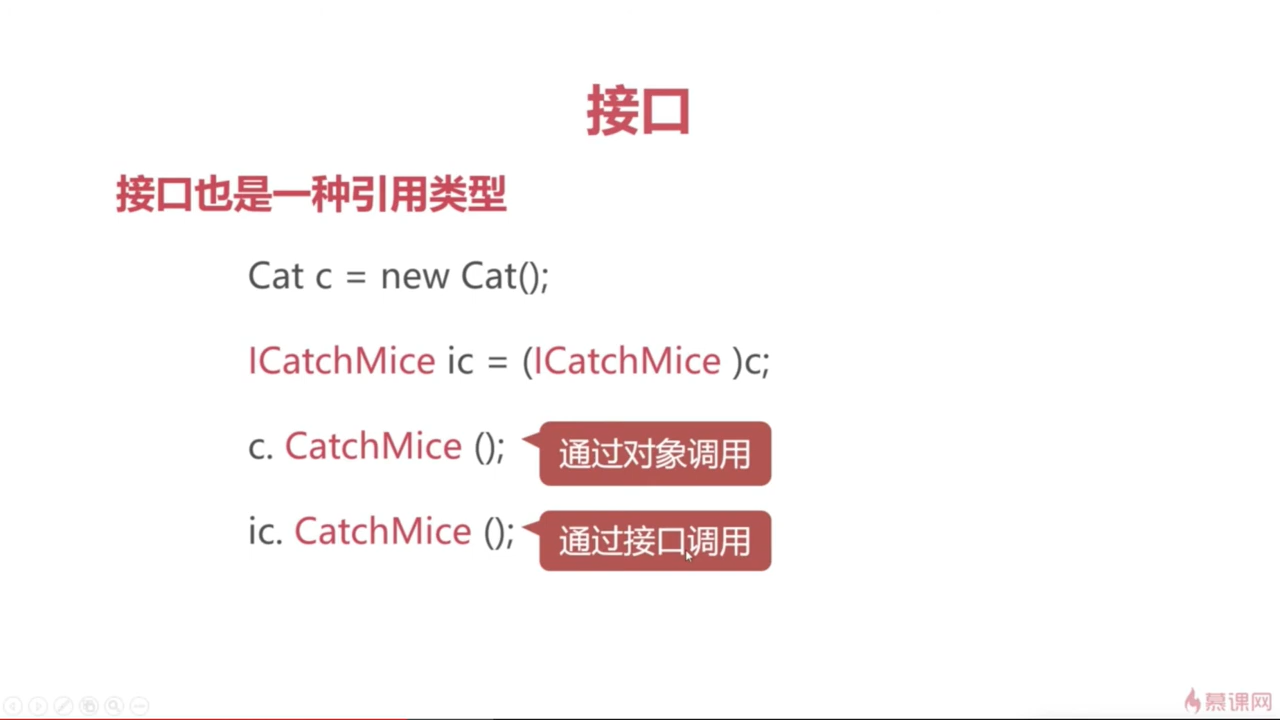 接口
接口也是一种引用类型
Cat c = new Cat();
ICatchMice ic = (ICatchMice )c;
c. CatchMice ();
通过对象调用
ic. CatchMice ();
通过接口调用
慕课网